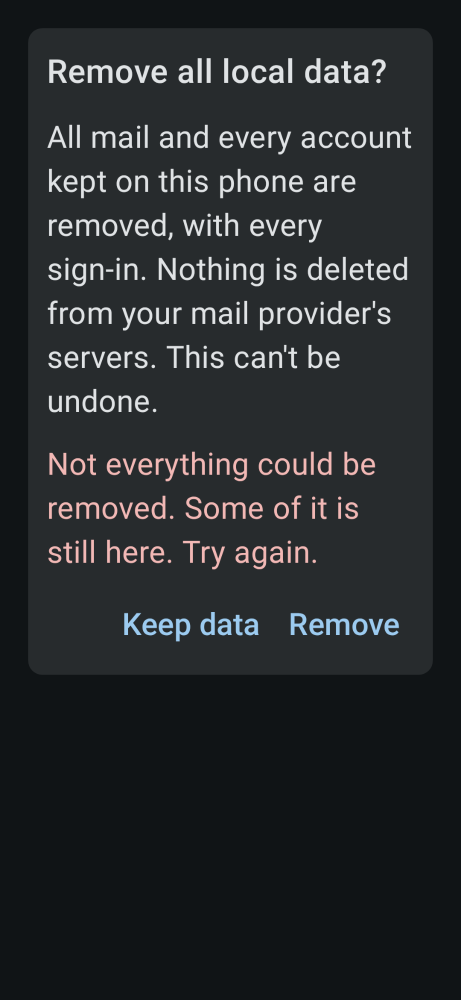 Remove all local data?
All mail and every account
kept on this phone are
removed, with every
sign-in. Nothing is deleted
from your mail provider's
servers. This can't be
undone.
Not everything could be
removed. Some of it is
still here. Try again.
Keep data Remove